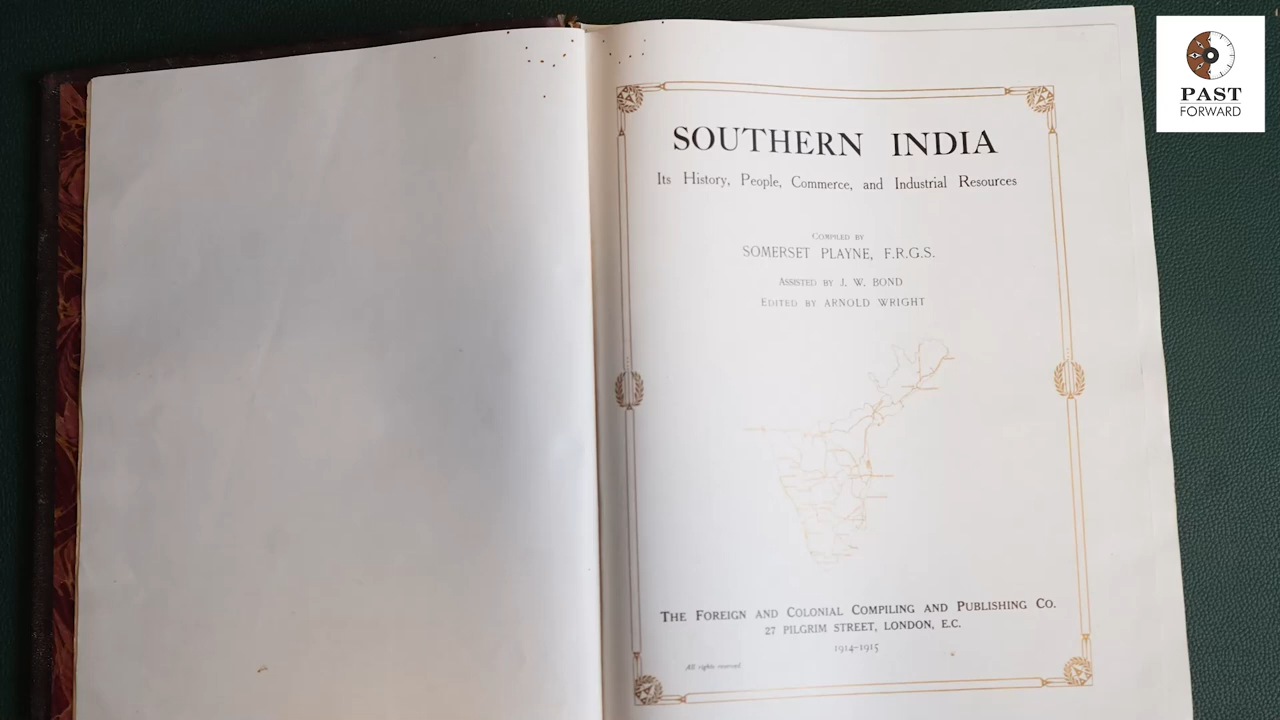 SOUTHERN INDIA
Its History, People, Commerce, and Industrial Resources
COMPILED BY
SOMERSET PLAYNE, F.R.G.S.
ASSISTED BY J. W. BOND
EDITED BY ARNOLD WRIGHT
THE FOREIGN AND COLONIAL COMPILING AND PUBLISHING CO.
27 PILGRIM STREET, LONDON, E.C.
1914-1915
All rights reserved
PAST
FORWARD